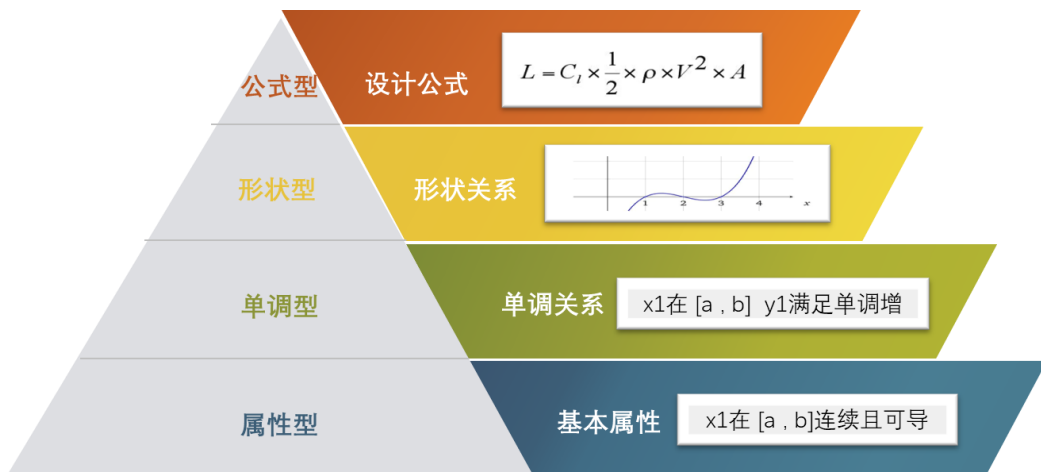 公式型
设计公式
L = C_l × 1/2 × ρ × V² × A
形状型
形状关系
1 2 3 4 x
单调型
单调关系
x1在 [a , b] y1满足单调增
属性型
基本属性
x1在 [a , b]连续且可导